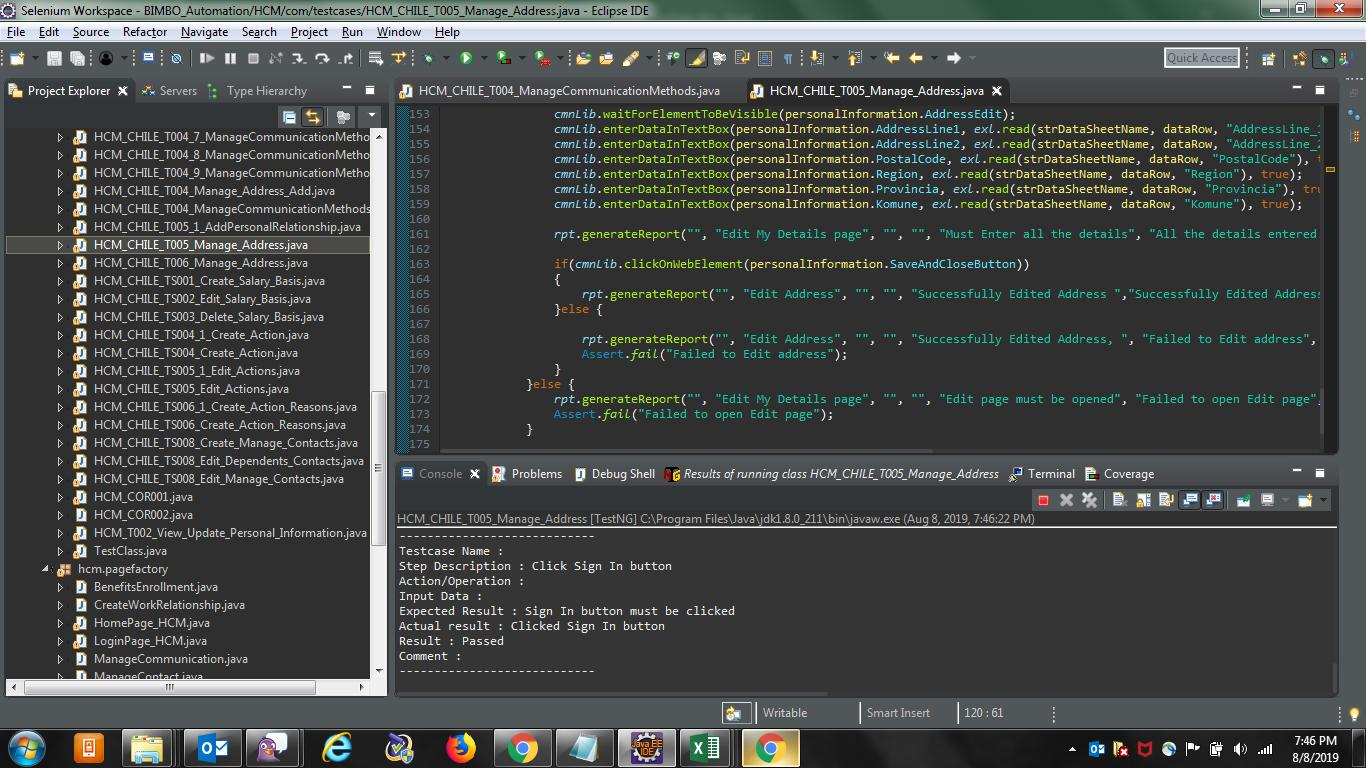 Selenium Workspace - BIMBO_Automation/HCM/com/testcases/HCM_CHILE_T005_Manage_Address.java - Eclipse IDE
File Edit Source Refactor Navigate Search Project Run Window Help
Quick Access
Project Explorer Servers Type Hierarchy
HCM_CHILE_T004_7_ManageCommunicationMetho
HCM_CHILE_T004_8_ManageCommunicationMetho
HCM_CHILE_T004_9_ManageCommunicationMetho
HCM_CHILE_T004_Manage_Address_Add.java
HCM_CHILE_T004_ManageCommunicationMethods
HCM_CHILE_T005_1_AddPersonalRelationship.java
HCM_CHILE_T005_Manage_Address.java
HCM_CHILE_T006_Manage_Address.java
HCM_CHILE_TS001_Create_Salary_Basis.java
HCM_CHILE_TS002_Edit_Salary_Basis.java
HCM_CHILE_TS003_Delete_Salary_Basis.java
HCM_CHILE_TS004_1_Create_Action.java
HCM_CHILE_TS004_Create_Action.java
HCM_CHILE_TS005_1_Edit_Actions.java
HCM_CHILE_TS005_Edit_Actions.java
HCM_CHILE_TS006_1_Create_Action_Reasons.java
HCM_CHILE_TS006_Create_Action_Reasons.java
HCM_CHILE_TS008_Create_Manage_Contacts.java
HCM_CHILE_TS008_Edit_Dependents_Contacts.java
HCM_CHILE_TS008_Edit_Manage_Contacts.java
HCM_COR001.java
HCM_COR002.java
HCM_T002_View_Update_Personal_Information.java
TestClass.java
hcm.pagefactory
BenefitsEnrollment.java
CreateWorkRelationship.java
HomePage_HCM.java
LoginPage_HCM.java
ManageCommunication.java
ManageContact.java
HCM_CHILE_T004_ManageCommunicationMethods.java HCM_CHILE_T005_Manage_Address.java
153 cmnLib.waitForElementToBeVisible(personalInformation.AddressEdit);
154 cmnLib.enterDataInTextBox(personalInformation.AddressLine1, exl.read(strDataSheetName, dataRow, "AddressLine_1
155 cmnLib.enterDataInTextBox(personalInformation.AddressLine2, exl.read(strDataSheetName, dataRow, "AddressLine_2
156 cmnLib.enterDataInTextBox(personalInformation.PostalCode, exl.read(strDataSheetName, dataRow, "PostalCode"), t
157 cmnLib.enterDataInTextBox(personalInformation.Region, exl.read(strDataSheetName, dataRow, "Region"), true);
158 cmnLib.enterDataInTextBox(personalInformation.Provincia, exl.read(strDataSheetName, dataRow, "Provincia"), tru
159 cmnLib.enterDataInTextBox(personalInformation.Komune, exl.read(strDataSheetName, dataRow, "Komune"), true);
160
161 rpt.generateReport("", "Edit My Details page", "", "", "Must Enter all the details", "All the details entered
162
163 if(cmnLib.clickOnWebElement(personalInformation.SaveAndCloseButton))
164 {
165 rpt.generateReport("", "Edit Address", "", "", "Successfully Edited Address ","Successfully Edited Address
166 }else {
167
168 rpt.generateReport("", "Edit Address", "", "", "Successfully Edited Address, ", "Failed to Edit address",
169 Assert.fail("Failed to Edit address");
170 }
171 }else {
172 rpt.generateReport("", "Edit My Details page", "", "", "Edit page must be opened", "Failed to open Edit page",
173 Assert.fail("Failed to open Edit page");
174 }
175
Console Problems Debug Shell Results of running class HCM_CHILE_T005_Manage_Address Terminal Coverage
HCM_CHILE_T005_Manage_Address [TestNG] C:\Program Files\Java\jdk1.8.0_211\bin\javaw.exe (Aug 8, 2019, 7:46:22 PM)
----------------------------
Testcase Name :
Step Description : Click Sign In button
Action/Operation :
Input Data :
Expected Result : Sign In button must be clicked
Actual result : Clicked Sign In button
Result : Passed
Comment :
----------------------------
Writable Smart Insert 120 : 61
Java EE
IDE
7:46 PM
8/8/2019